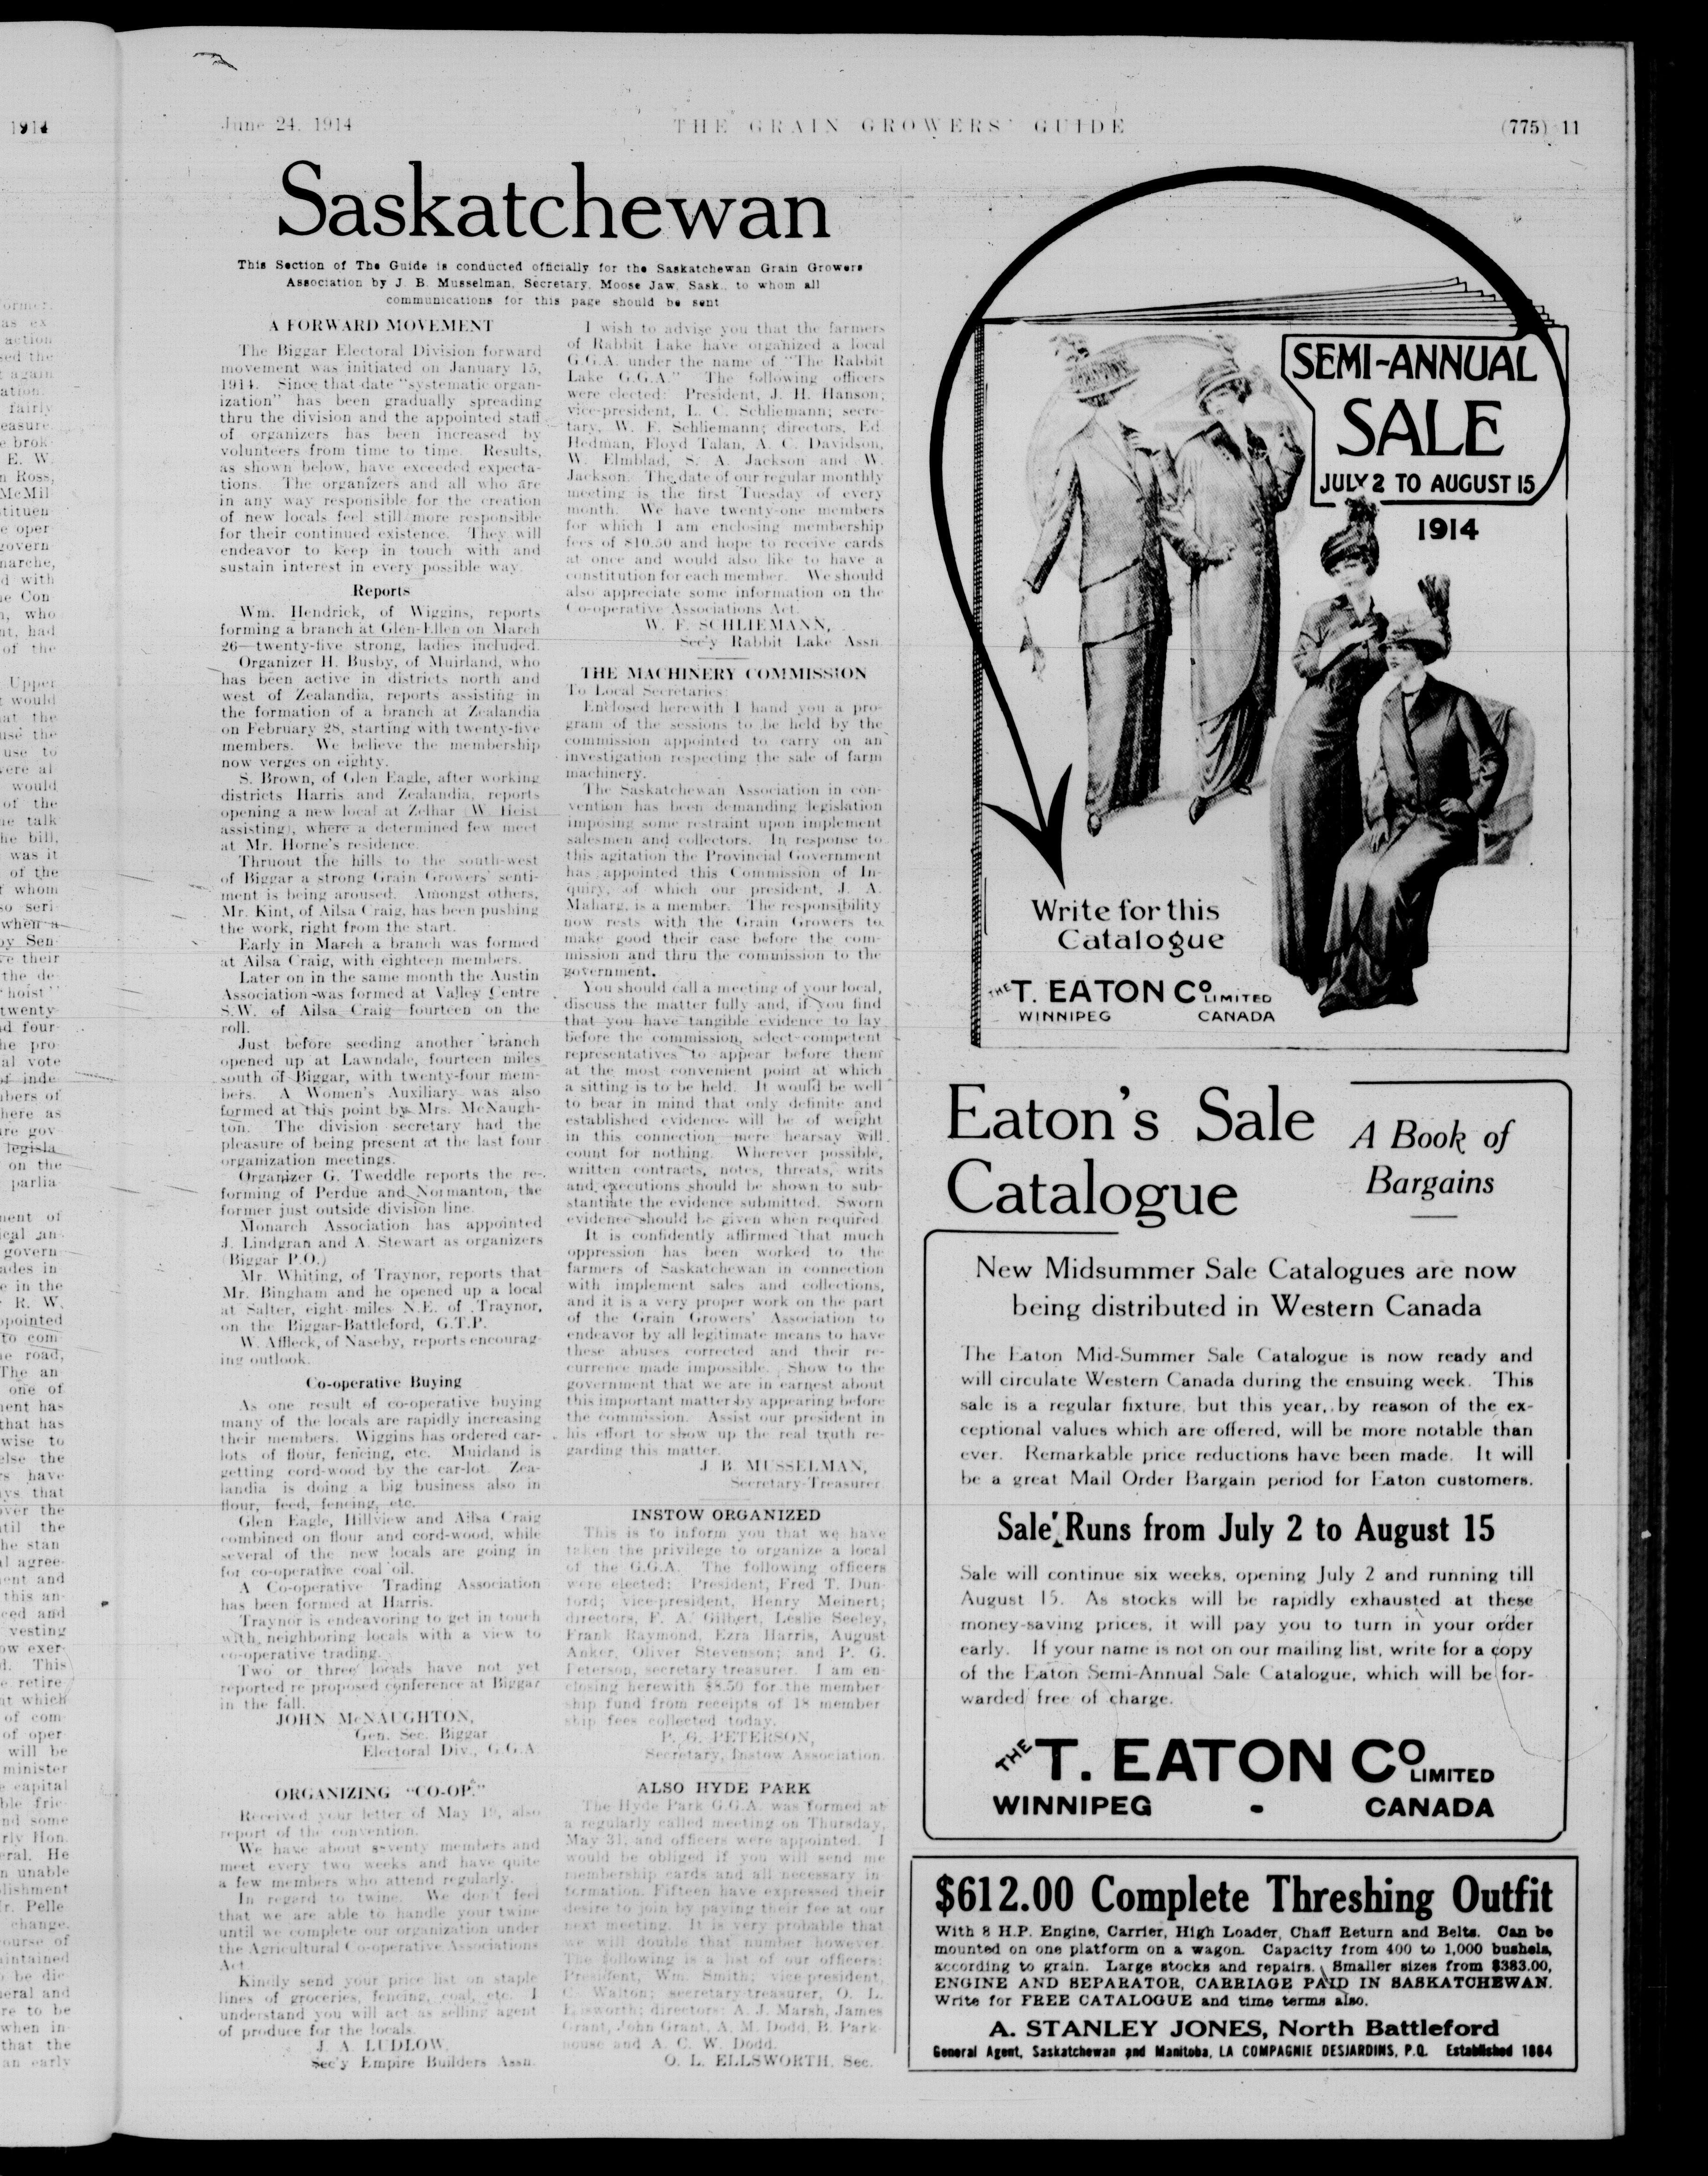 June 24, 1914
THE GRAIN GROWERS' GUIDE
(775) 11
Saskatchewan
This Section of The Guide is conducted officially for the Saskatchewan Grain Growers
Association by J. B. Musselman, Secretary, Moose Jaw, Sask., to whom all
communications for this page should be sent
A FORWARD MOVEMENT
The Biggar Electoral Division forward
movement was initiated on January 15,
1914. Since that date "systematic organ-
ization" has been gradually spreading
thru the division and the appointed staff
of organizers has been increased by
volunteers from time to time. Results,
as shown below, have exceeded expecta-
tions. The organizers and all who are
in any way responsible for the creation
of new locals feel still more responsible
for their continued existence. They will
endeavor to keep in touch with and
sustain interest in every possible way.
Reports
Wm. Hendrick, of Wiggins, reports
forming a branch at Glen-Ellen on March
26—twenty-five strong, ladies included.
Organizer H. Busby, of Muirland, who
has been active in districts north and
west of Zealandia, reports assisting in
the formation of a branch at Zealandia
on February 28, starting with twenty-five
members. We believe the membership
now verges on eighty.
S. Brown, of Glen Eagle, after working
districts Harris and Zealandia, reports
opening a new local at Zelhar (W. Heist
assisting), where a determined few meet
at Mr. Horne's residence.
Thruout the hills to the south-west
of Biggar a strong Grain Growers' senti-
ment is being aroused. Amongst others,
Mr. Kint, of Ailsa Craig, has been pushing
the work, right from the start.
Early in March a branch was formed
at Ailsa Craig, with eighteen members.
Later on in the same month the Austin
Association was formed at Valley Centre
S.W. of Ailsa Craig fourteen on the
roll.
Just before seeding another branch
opened up at Lawndale, fourteen miles
south of Biggar, with twenty-four mem-
bers. A Women's Auxiliary was also
formed at this point by Mrs. McNaugh-
ton. The division secretary had the
pleasure of being present at the last four
organization meetings.
Organizer G. Tweddle reports the re-
forming of Perdue and Normanton, the
former just outside division line.
Monarch Association has appointed
J. Lindgran and A. Stewart as organizers
(Biggar P.O.)
Mr. Whiting, of Traynor, reports that
Mr. Bingham and he opened up a local
at Salter, eight miles N.E. of Traynor,
on the Biggar-Battleford, G.T.P.
W. Affleck, of Naseby, reports encourag-
ing outlook.
Co-operative Buying
As one result of co-operative buying
many of the locals are rapidly increasing
their members. Wiggins has ordered car-
lots of flour, fencing, etc. Muirland is
getting cord-wood by the car-lot. Zea-
landia is doing a big business also in
flour, feed, fencing, etc.
Glen Eagle, Hillview and Ailsa Craig
combined on flour and cord-wood, while
several of the new locals are going in
for co-operative coal oil.
A Co-operative Trading Association
has been formed at Harris.
Traynor is endeavoring to get in touch
with neighboring locals with a view to
co-operative trading.
Two or three locals have not yet
reported re proposed conference at Biggar
in the fall.
JOHN McNAUGHTON,
Gen. Sec. Biggar
Electoral Div., G.G.A.
ORGANIZING "CO-OP."
Received your letter of May 19, also
report of the convention.
We have about seventy members and
meet every two weeks and have quite
a few members who attend regularly.
In regard to twine. We don't feel
that we are able to handle your twine
until we complete our organization under
the Agricultural Co-operative Associations
Act.
Kindly send your price list on staple
lines of groceries, fencing, coal, etc. I
understand you will act as selling agent
of produce for the locals.
J. A. LUDLOW,
Sec'y Empire Builders Assn.
I wish to advise you that the farmers
of Rabbit Lake have organized a local
G.G.A. under the name of "The Rabbit
Lake G.G.A." The following officers
were elected: President, J. H. Hanson;
vice-president, L. C. Schliemann; secre-
tary, W. F. Schliemann; directors, Ed.
Hedman, Floyd Talan, A. C. Davidson,
W. Elmblad, S. A. Jackson and W.
Jackson. The date of our regular monthly
meeting is the first Tuesday of every
month. We have twenty-one members
for which I am enclosing membership
fees of $10.50 and hope to receive cards
at once and would also like to have a
constitution for each member. We should
also appreciate some information on the
Co-operative Associations Act.
W. F. SCHLIEMANN,
Sec'y Rabbit Lake Assn.
THE MACHINERY COMMISSION
To Local Secretaries:
Enclosed herewith I hand you a pro-
gram of the sessions to be held by the
commission appointed to carry on an
investigation respecting the sale of farm
machinery.
The Saskatchewan Association in con-
vention has been demanding legislation
imposing some restraint upon implement
salesmen and collectors. In response to
this agitation the Provincial Government
has appointed this Commission of In-
quiry, of which our president, J. A.
Maharg, is a member. The responsibility
now rests with the Grain Growers to
make good their case before the com-
mission and thru the commission to the
government.
You should call a meeting of your local,
discuss the matter fully and, if you find
that you have tangible evidence to lay
before the commission, select competent
representatives to appear before them
at the most convenient point at which
a sitting is to be held. It would be well
to bear in mind that only definite and
established evidence will be of weight
in this connection mere hearsay will
count for nothing. Wherever possible,
written contracts, notes, threats, writs
and executions should be shown to sub-
stantiate the evidence submitted. Sworn
evidence should be given when required.
It is confidently affirmed that much
oppression has been worked to the
farmers of Saskatchewan in connection
with implement sales and collections,
and it is a very proper work on the part
of the Grain Growers' Association to
endeavor by all legitimate means to have
these abuses corrected and their re-
currence made impossible. Show to the
government that we are in earnest about
this important matter by appearing before
the commission. Assist our president in
his effort to show up the real truth re-
garding this matter.
J. B. MUSSELMAN,
Secretary-Treasurer.
INSTOW ORGANIZED
This is to inform you that we have
taken the privilege to organize a local
of the G.G.A. The following officers
were elected: President, Fred T. Dun-
ford; vice-president, Henry Meinert;
directors, F. A. Gilbert, Leslie Seeley,
Frank Raymond, Ezra Harris, August
Anker, Oliver Stevenson; and P. G.
Peterson, secretary treasurer. I am en-
closing herewith $8.50 for the member
ship fund from receipts of 18 member
ship fees collected today.
P. G. PETERSON,
Secretary, Instow Association.
ALSO HYDE PARK
The Hyde Park G.G.A. was formed at
a regularly called meeting on Thursday,
May 31, and officers were appointed. I
would be obliged if you will send me
membership cards and all necessary in-
formation. Fifteen have expressed their
desire to join by paying their fee at our
next meeting. It is very probable that
we will double that number however.
The following is a list of our officers:
President, Wm. Smith; vice president,
C. Walton; secretary-treasurer, O. L.
Ellsworth; directors: A. J. Marsh, James
Grant, John Grant, A. M. Dodd, B. Park-
house and A. C. W. Dodd.
O. L. ELLSWORTH, Sec.
SEMI-ANNUAL
SALE
JULY 2 TO AUGUST 15
1914
Write for this
Catalogue
THE T. EATON CO LIMITED
WINNIPEG CANADA
Eaton's Sale
Catalogue
A Book of
Bargains
New Midsummer Sale Catalogues are now
being distributed in Western Canada
The Eaton Mid-Summer Sale Catalogue is now ready and
will circulate Western Canada during the ensuing week. This
sale is a regular fixture, but this year, by reason of the ex-
ceptional values which are offered, will be more notable than
ever. Remarkable price reductions have been made. It will
be a great Mail Order Bargain period for Eaton customers.
Sale Runs from July 2 to August 15
Sale will continue six weeks, opening July 2 and running till
August 15. As stocks will be rapidly exhausted at these
money-saving prices, it will pay you to turn in your order
early. If your name is not on our mailing list, write for a copy
of the Eaton Semi-Annual Sale Catalogue, which will be for-
warded free of charge.
THE T. EATON CO LIMITED
WINNIPEG - CANADA
$612.00 Complete Threshing Outfit
With 8 H.P. Engine, Carrier, High Loader, Chaff Return and Belts. Can be
mounted on one platform on a wagon. Capacity from 400 to 1,000 bushels,
according to grain. Large stocks and repairs. Smaller sizes from $383.00,
ENGINE AND SEPARATOR, CARRIAGE PAID IN SASKATCHEWAN.
Write for FREE CATALOGUE and time terms also.
A. STANLEY JONES, North Battleford
General Agent, Saskatchewan and Manitoba, LA COMPAGNIE DESJARDINS, P.Q. Established 1864